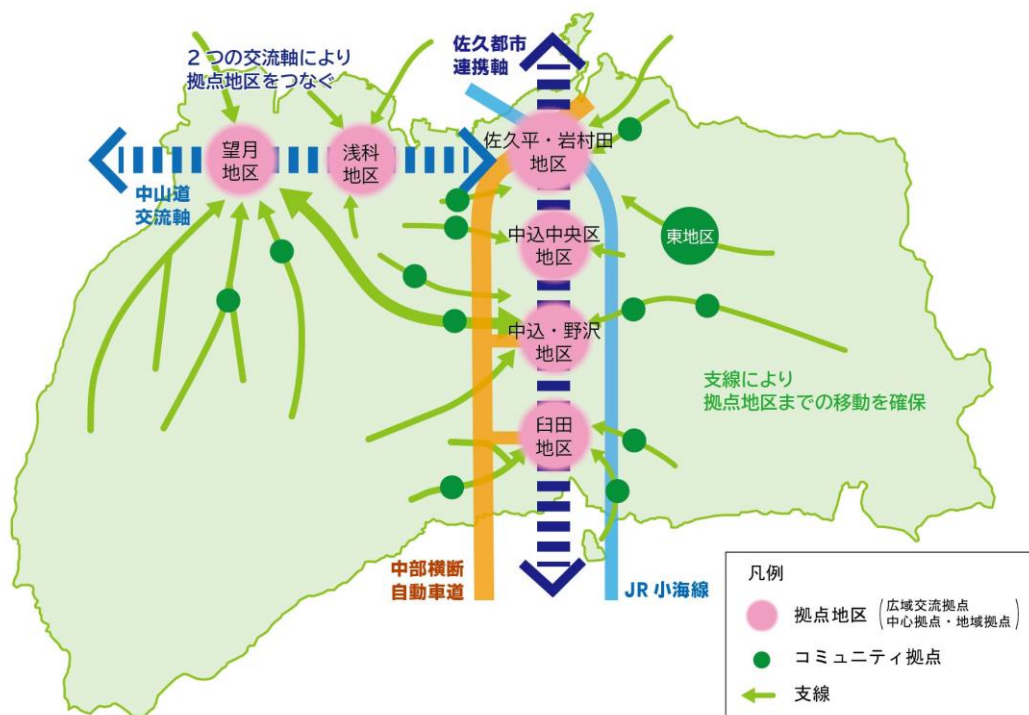 2つの交流軸により
拠点地区をつなぐ
佐久都市
連携軸
望月
地区
浅科
地区
佐久平・岩村田
地区
中山道
交流軸
中込中央区
地区
東地区
中込・野沢
地区
支線により
拠点地区までの移動を確保
臼田
地区
中部横断
自動車道
JR小海線
凡例
拠点地区(広域交流拠点
中心拠点・地域拠点)
コミュニティ拠点
支線